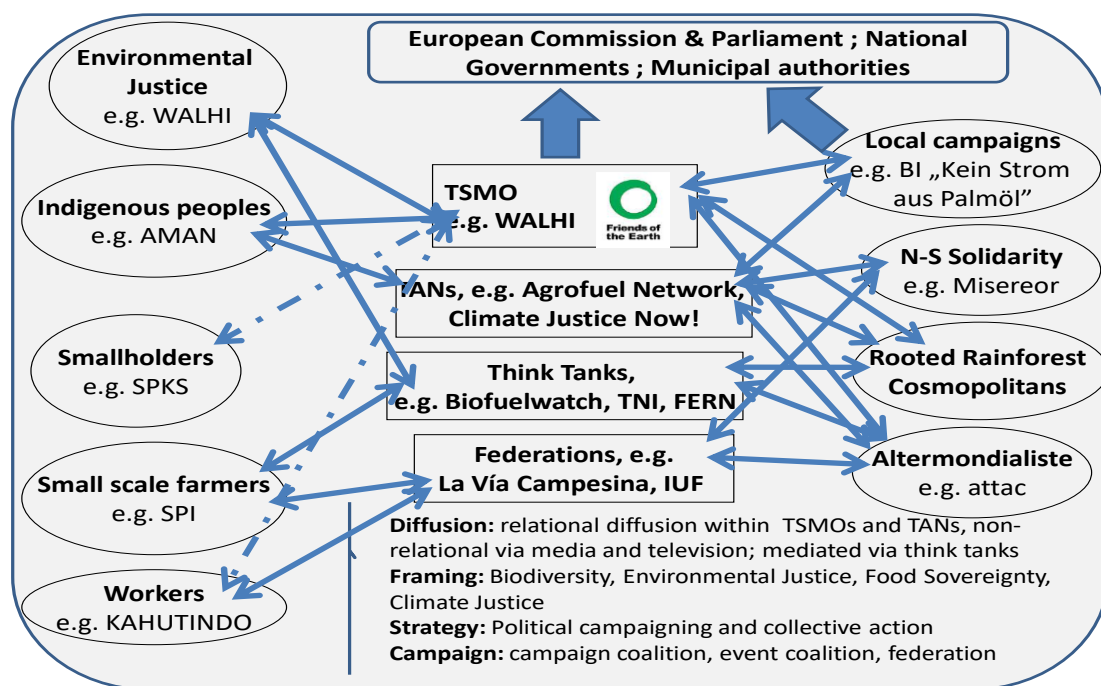 European Commission & Parliament ; National
Governments ; Municipal authorities
Environmental
Justice
e.g. WALHI
Indigenous peoples
e.g. AMAN
Smallholders
e.g. SPKS
Small scale farmers
e.g. SPI
Workers
e.g. KAHUTINDO
TSMO
e.g. WALHI
Friends of
the Earth
TANs, e.g. Agrofuel Network,
Climate Justice Now!
Think Tanks,
e.g. Biofuelwatch, TNI, FERN
Federations, e.g.
La Vía Campesina, IUF
Local campaigns
e.g. BI „Kein Strom
aus Palmöl”
N-S Solidarity
e.g. Misereor
Rooted Rainforest
Cosmopolitans
Altermondialiste
e.g. attac
Diffusion: relational diffusion within TSMOs and TANs, non-
relational via media and television; mediated via think tanks
Framing: Biodiversity, Environmental Justice, Food Sovereignty,
Climate Justice
Strategy: Political campaigning and collective action
Campaign: campaign coalition, event coalition, federation